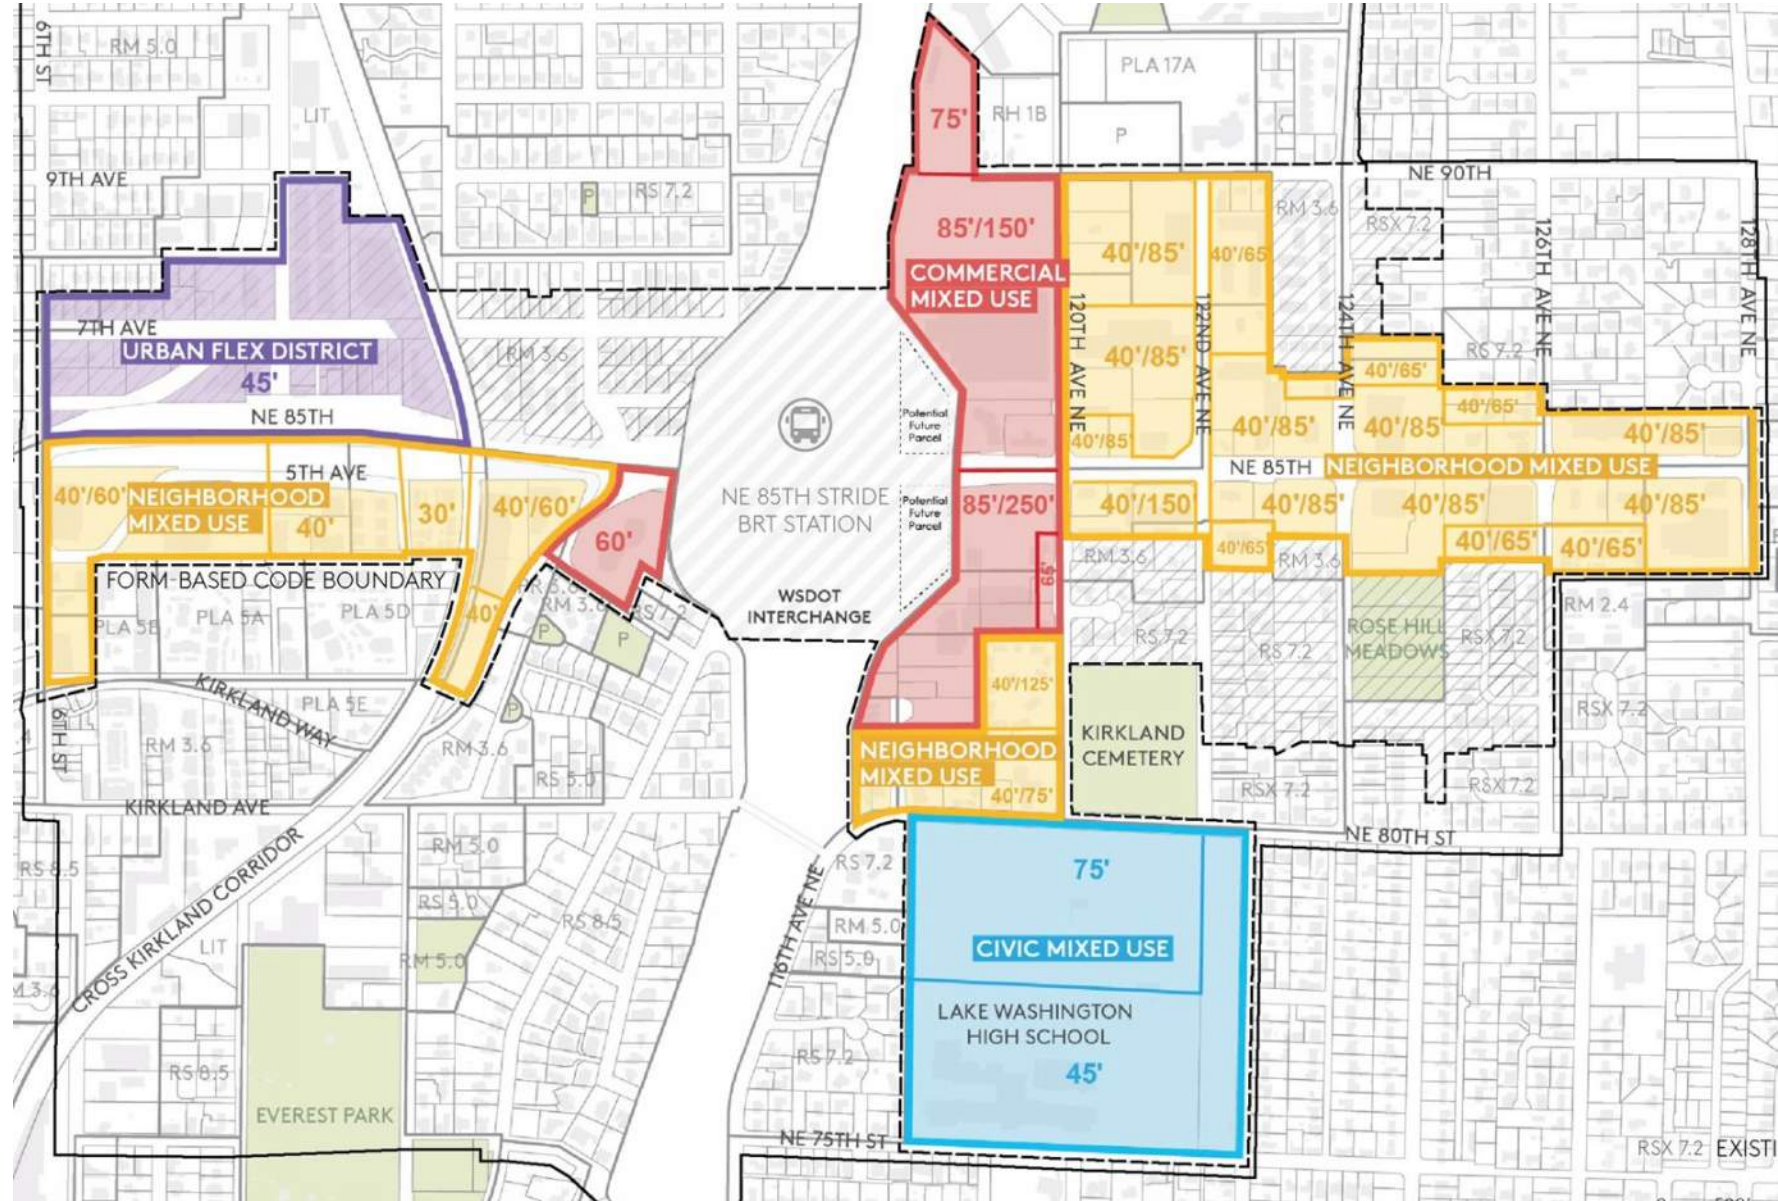 6TH ST
RM 5.0
LIT
9TH AVE
P
RS 7.2
75'
RH 1B
PLA 17A
P
NE 90TH
85'/150'
COMMERCIAL
MIXED USE
40'/85'
40'/65'
RM 3.6
RSX 7.2
126TH AVE NE
128TH AVE NE
120TH AVE NE
122ND AVE NE
124TH AVE NE
7TH AVE
URBAN FLEX DISTRICT
45'
NE 85TH
RM 3.6
40'/85'
40'/65'
RS 7.2
40'/65'
Potential
Future
Parcel
40'/85'
40'/85'
40'/85'
40'/85'
5TH AVE
NE 85TH
NEIGHBORHOOD MIXED USE
40'/60'
NEIGHBORHOOD
MIXED USE
40'
30'
40'/60'
60'
NE 85TH STRIDE
BRT STATION
Potential
Future
Parcel
85'/250'
65'
40'/150'
40'/85'
40'/85'
40'/85'
40'/65'
40'/65'
40'/65'
RM 3.6
RM 3.6
FORM-BASED CODE BOUNDARY
PLA 5A
PLA 5D
40'
RM 3.6
P
P
RS 7.2
WSDOT
INTERCHANGE
RS 7.2
RS 7.2
ROSE HILL
MEADOWS
RSX 7.2
RM 2.4
KIRKLAND WAY
PLA 5E
P
40'/125'
6TH ST
RM 3.6
RM 3.6
RS 5.0
NEIGHBORHOOD
MIXED USE
40'/75'
KIRKLAND
CEMETERY
RSX 7.2
RSX 7.2
RSX 7.2
KIRKLAND AVE
NE 80TH ST
RS 8.5
RM 5.0
CROSS KIRKLAND CORRIDOR
RS 5.0
RS 8.5
116TH AVE NE
RS 7.2
75'
RM 5.0
RS 5.0
CIVIC MIXED USE
LIT
RM 5.0
LAKE WASHINGTON
HIGH SCHOOL
RS 7.2
45'
RS 8.5
EVEREST PARK
NE 75TH ST
RSX 7.2
EXISTI